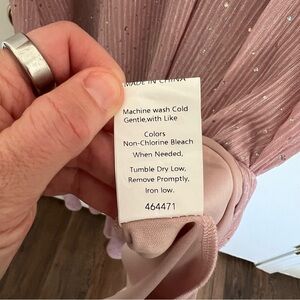 MADE IN CHINA
Machine wash Cold
Gentle,with Like
Colors
Non-Chlorine Bleach
When Needed,
Tumble Dry Low,
Remove Promptly,
Iron low.
464471